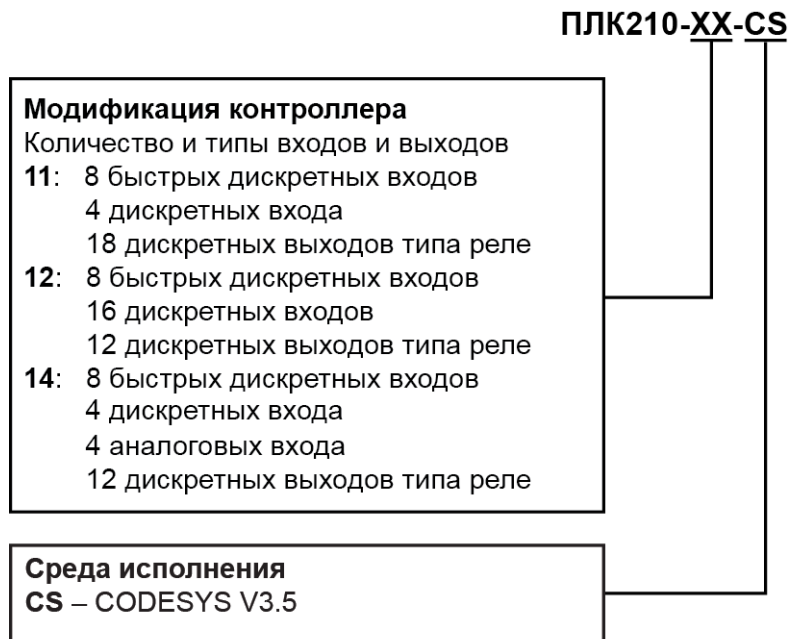 ПЛК210-XX-CS
Модификация контроллера
Количество и типы входов и выходов
11: 8 быстрых дискретных входов
4 дискретных входа
18 дискретных выходов типа реле
12: 8 быстрых дискретных входов
16 дискретных входов
12 дискретных выходов типа реле
14: 8 быстрых дискретных входов
4 дискретных входа
4 аналоговых входа
12 дискретных выходов типа реле
Среда исполнения
CS – CODESYS V3.5